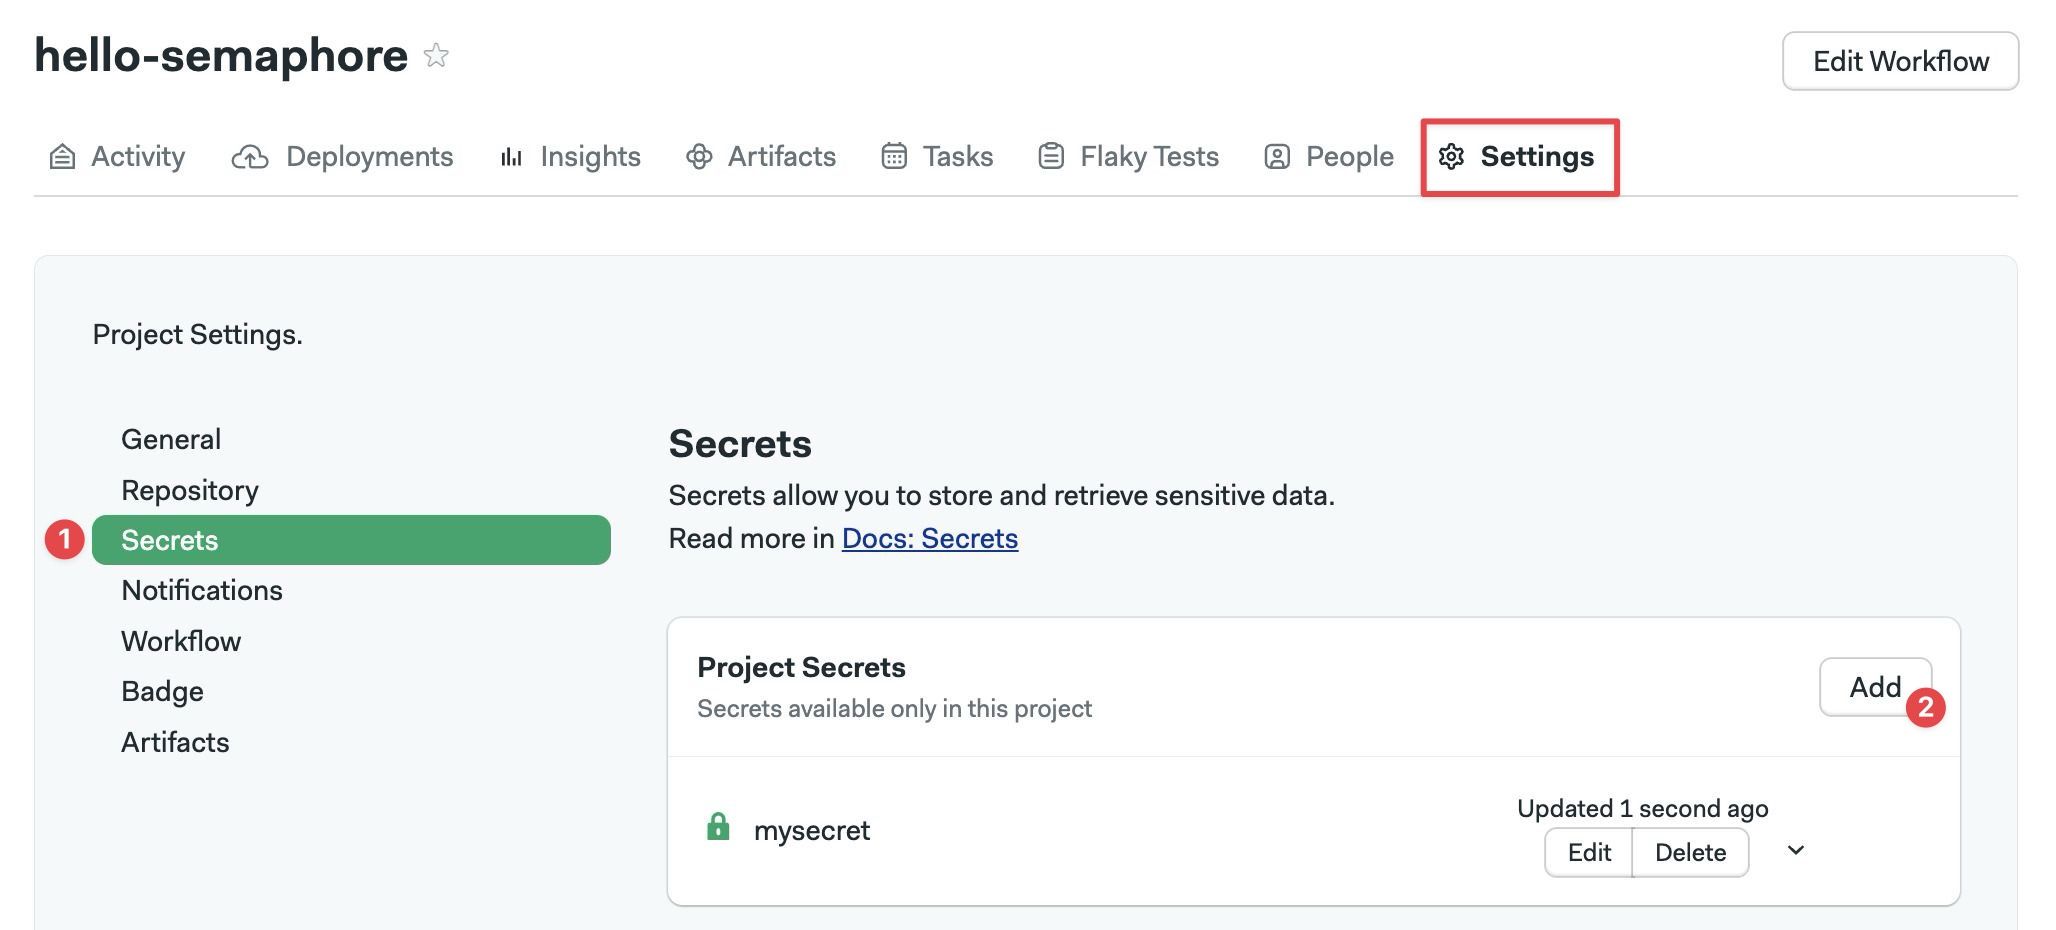 hello-semaphore
Edit Workflow
Activity Deployments Insights Artifacts Tasks Flaky Tests People Settings
Project Settings.
General
Repository
1 Secrets
Notifications
Workflow
Badge
Artifacts
Secrets
Secrets allow you to store and retrieve sensitive data.
Read more in Docs: Secrets
Project Secrets
Secrets available only in this project
Add 2
mysecret
Updated 1 second ago
Edit Delete